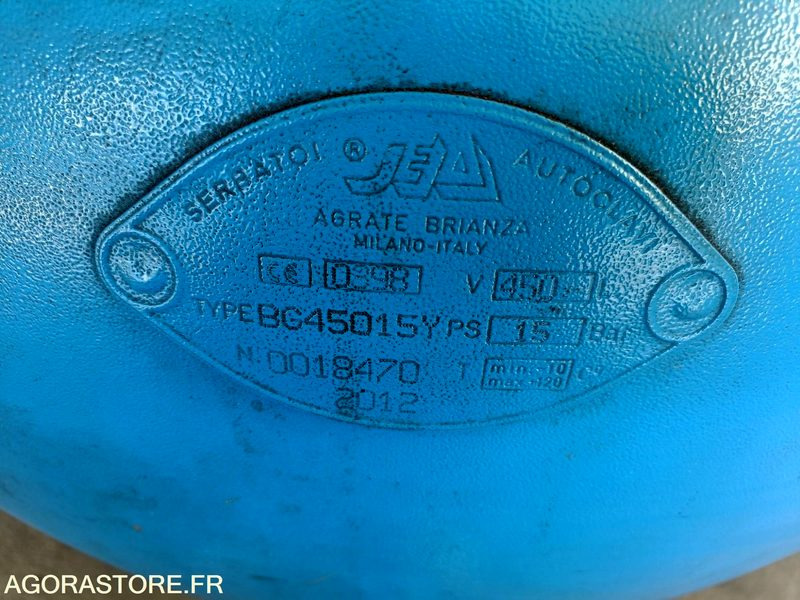 SERBATOI ® SEA AUTOCLAVI
AGRATE BRIANZA
MILANO-ITALY
CE 0398 V 450 L
TYPE BG45015Y PS 15 Bar
N. 0018470 T min.-10
max.+120 C°
2012
AGORASTORE.FR